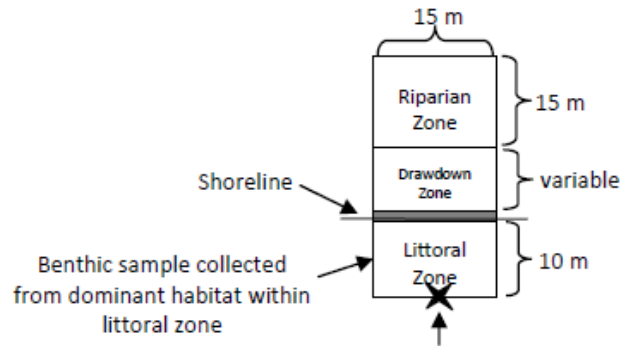 15 m
Riparian
Zone
15 m
Drawdown
Zone
variable
Shoreline
Littoral
Zone
10 m
Benthic sample collected
from dominant habitat within
littoral zone